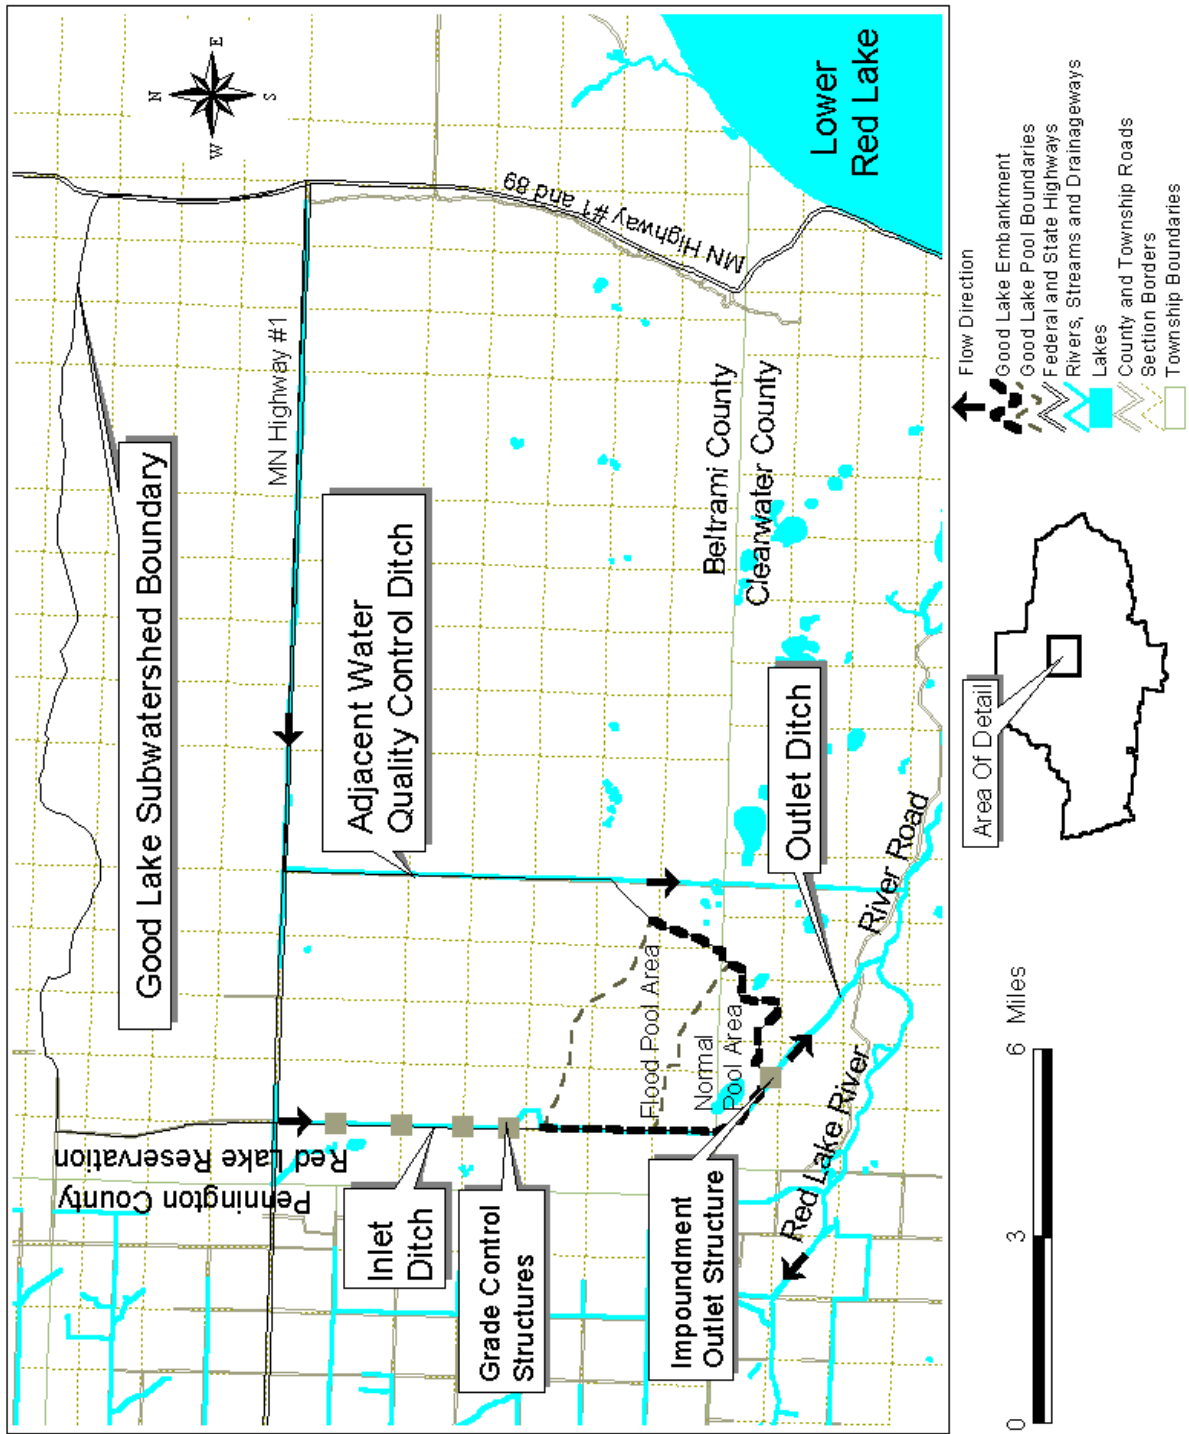 N
E
S
W
Good Lake Subwatershed Boundary
MN Highway #1
MN Highway #1 and 89
Lower
Red Lake
Adjacent Water
Quality Control Ditch
Beltrami County
Clearwater County
Red Lake Reservation
Pennington County
Inlet
Ditch
Grade Control
Structures
Flood Pool Area
Normal
Pool Area
Impoundment
Outlet Structure
Outlet Ditch
River Road
Red Lake River
0
3
6
Miles
Area Of Detail
Flow Direction
Good Lake Embankment
Good Lake Pool Boundaries
Federal and State Highways
Rivers, Streams and Drainageways
Lakes
County and Township Roads
Section Borders
Township Boundaries